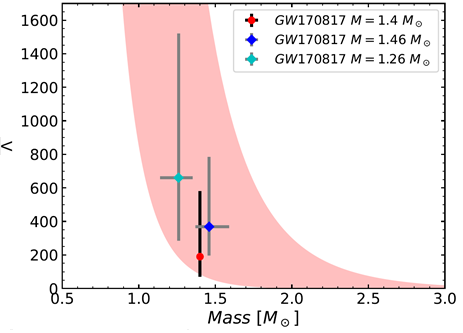 1600
1400
1200
1000
800
600
400
200
0
Λ
GW170817 M = 1.4 M⊙
GW170817 M = 1.46 M⊙
GW170817 M = 1.26 M⊙
0.5 1.0 1.5 2.0 2.5 3.0
Mass [M⊙]